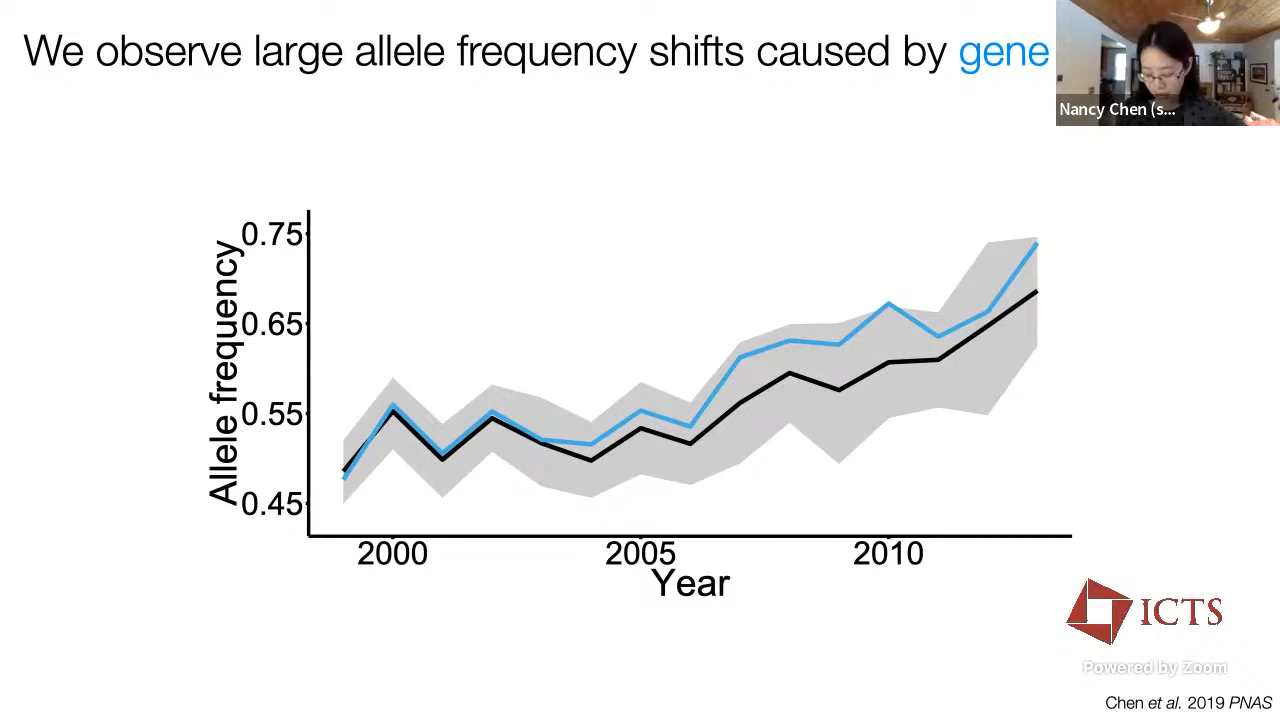 We observe large allele frequency shifts caused by gene
Nancy Chen (s...
0.75
0.65
0.55
0.45
Allele frequency
2000
2005
2010
Year
ICTS
Powered by Zoom
Chen et al. 2019 PNAS